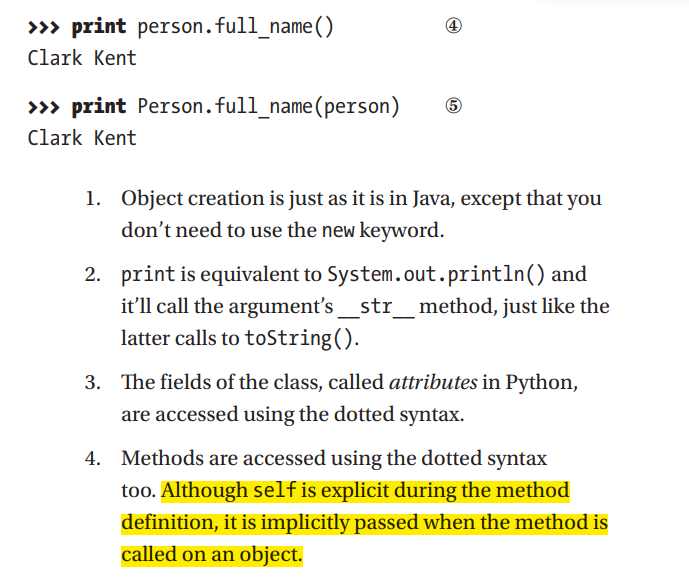 >>> print person.full_name() ④
Clark Kent
>>> print Person.full_name(person) ⑤
Clark Kent
1. Object creation is just as it is in Java, except that you
don’t need to use the new keyword.
2. print is equivalent to System.out.println() and
it’ll call the argument’s __str__ method, just like the
latter calls to toString().
3. The fields of the class, called attributes in Python,
are accessed using the dotted syntax.
4. Methods are accessed using the dotted syntax
too. Although self is explicit during the method
definition, it is implicitly passed when the method is
called on an object.